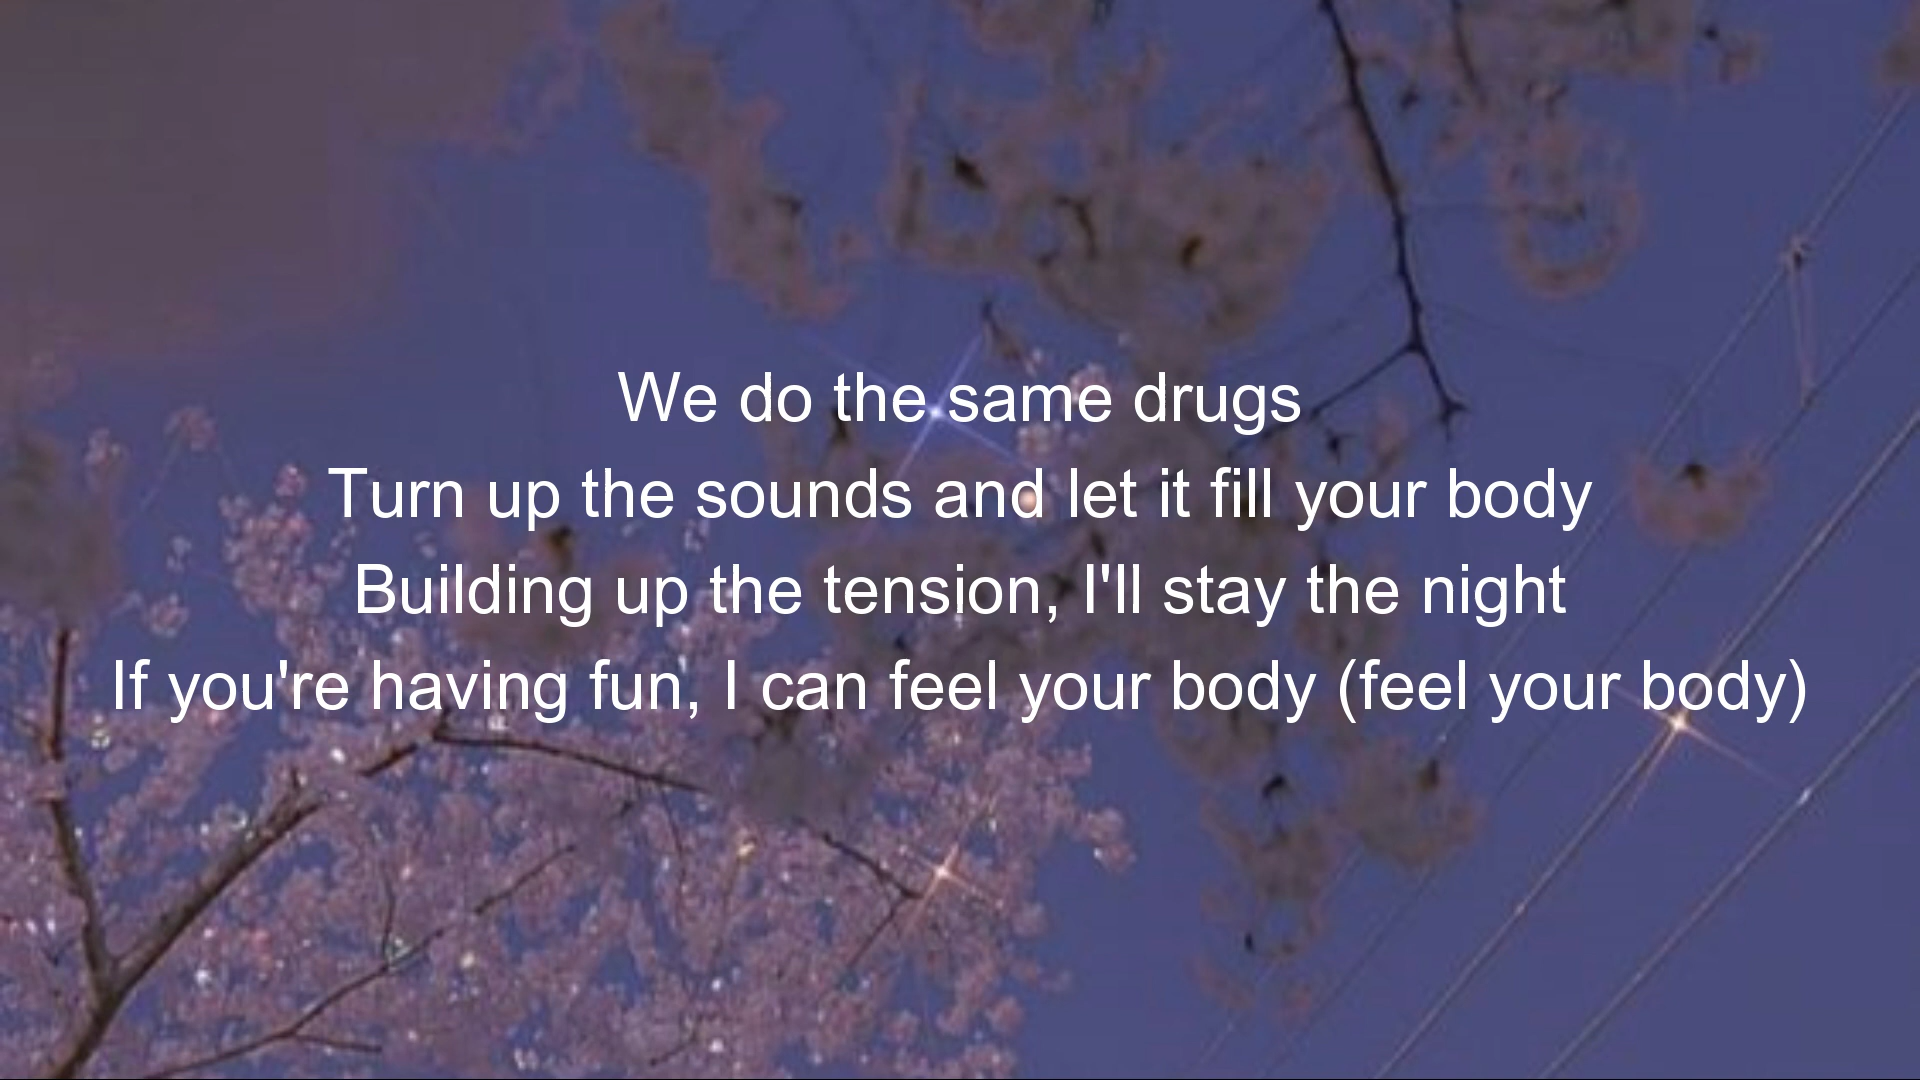 We do the same drugs
Turn up the sounds and let it fill your body
Building up the tension, I'll stay the night
If you're having fun, I can feel your body (feel your body)